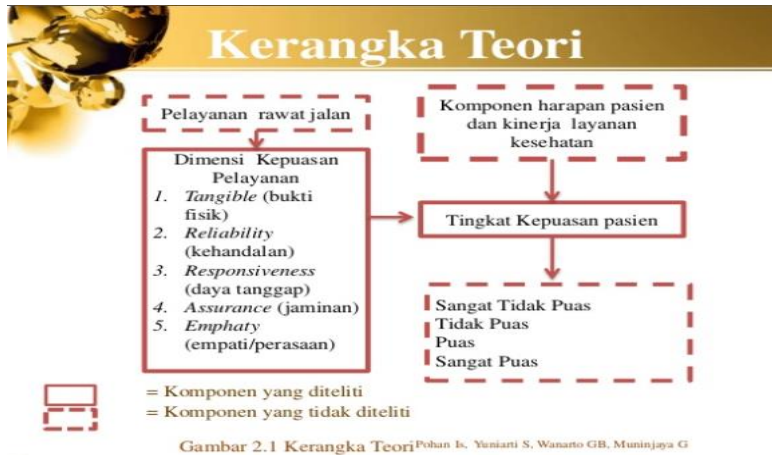 Kerangka Teori
Pelayanan rawat jalan
Dimensi Kepuasan
Pelayanan
1. Tangible (bukti
fisik)
2. Reliability
(kehandalan)
3. Responsiveness
(daya tanggap)
4. Assurance (jaminan)
5. Emphaty
(empati/perasaan)
Komponen harapan pasien
dan kinerja layanan
kesehatan
Tingkat Kepuasan pasien
Sangat Tidak Puas
Tidak Puas
Puas
Sangat Puas
= Komponen yang diteliti
= Komponen yang tidak diteliti
Gambar 2.1 Kerangka Teori Pohan Is, Yuniarti S, Wanarto GB, Muninjaya G